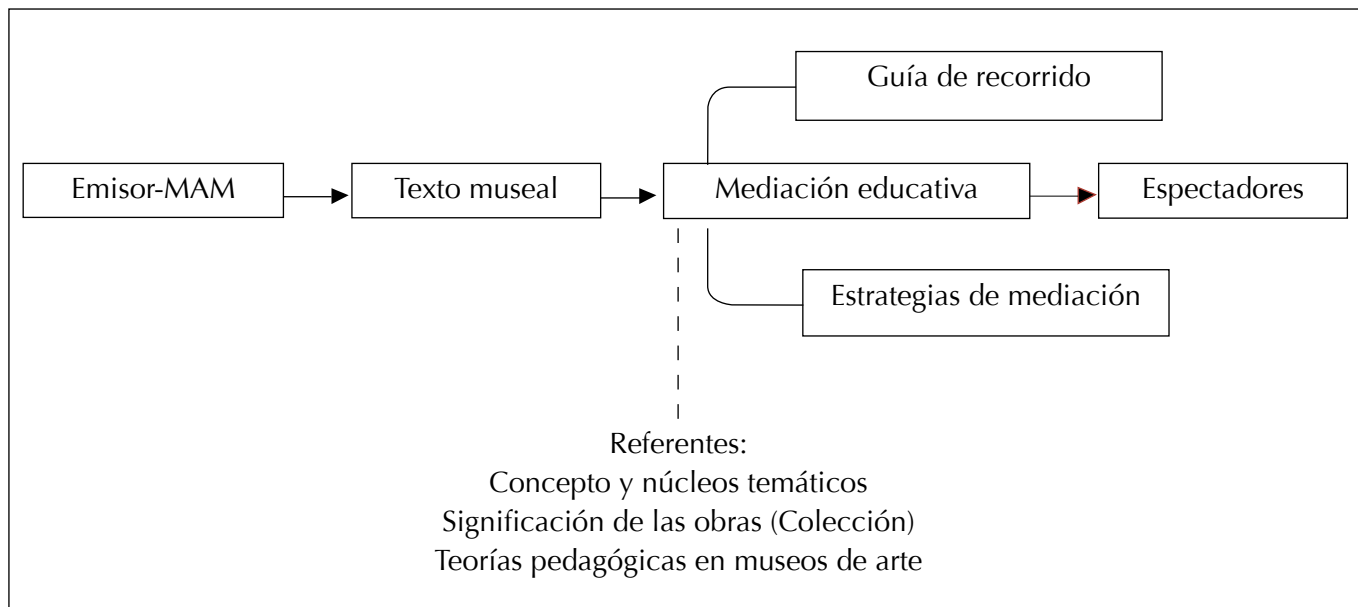 Guía de recorrido
Emisor-MAM
Texto museal
Mediación educativa
Espectadores
Estrategias de mediación
Referentes:
Concepto y núcleos temáticos
Significación de las obras (Colección)
Teorías pedagógicas en museos de arte